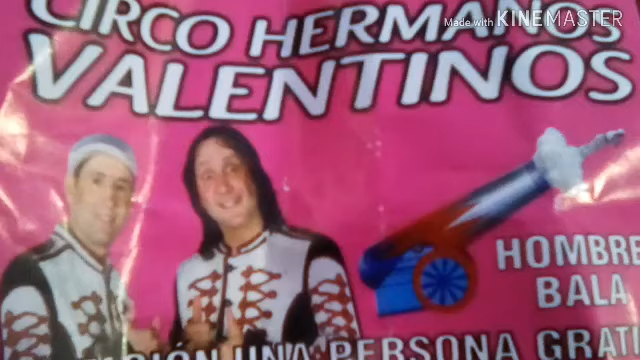 Made with KINEMASTER
CIRCO HERMANOS
VALENTINOS
HOMBRE
BALA
UNA PERSONA GRATI